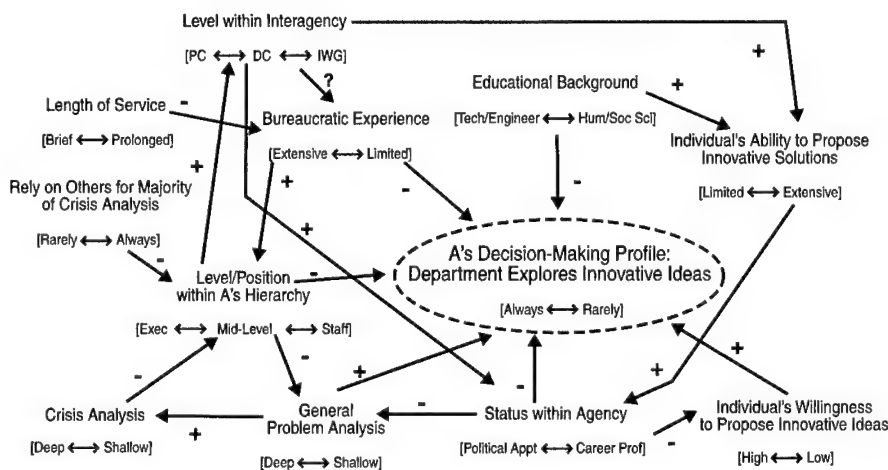 Level within Interagency
[PC ↔ DC ↔ IWG]
+
+
?
Educational Background
+
Length of Service
-
Bureaucratic Experience
[Tech/Engineer ↔ Hum/Soc Scl]
Individual's Ability to Propose
Innovative Solutions
[Brief ↔ Prolonged]
[Extensive ↔ Limited]
+
+
-
-
[Limited ↔ Extensive]
Rely on Others for Majority
of Crisis Analysis
+
[Rarely ↔ Always]
-
A's Decision-Making Profile:
Department Explores Innovative Ideas
Level/Position
within A's Hierarchy
-
[Always ↔ Rarely]
[Exec ↔ Mid-Level ↔ Staff]
-
-
+
-
+
+
Crisis Analysis
+
General
Problem Analysis
-
Status within Agency
-
Individual's Willingness
to Propose Innovative Ideas
[Deep ↔ Shallow]
[Deep ↔ Shallow]
[Political Appt ↔ Career Prof]
[High ↔ Low]